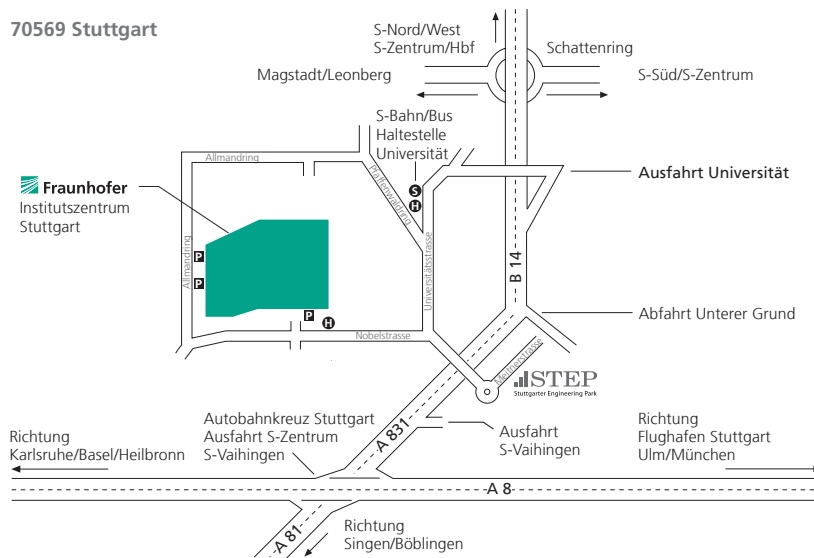 70569 Stuttgart
S-Nord/West
S-Zentrum/Hbf
Schattenring
Magstadt/Leonberg
S-Süd/S-Zentrum
S-Bahn/Bus
Haltestelle
Universität
Allmandring
Pfaffenwaldring
S
H
Ausfahrt Universität
Fraunhofer
Institutszentrum
Stuttgart
Allmandring
P
P
Universitätsstrasse
B 14
P
H
Nobelstrasse
Abfahrt Unterer Grund
Meitnerstrasse
STEP
Stuttgarter Engineering Park
Autobahnkreuz Stuttgart
Ausfahrt S-Zentrum
S-Vaihingen
A 831
Ausfahrt
S-Vaihingen
Richtung
Karlsruhe/Basel/Heilbronn
Richtung
Flughafen Stuttgart
Ulm/München
A 8
A 81
Richtung
Singen/Böblingen